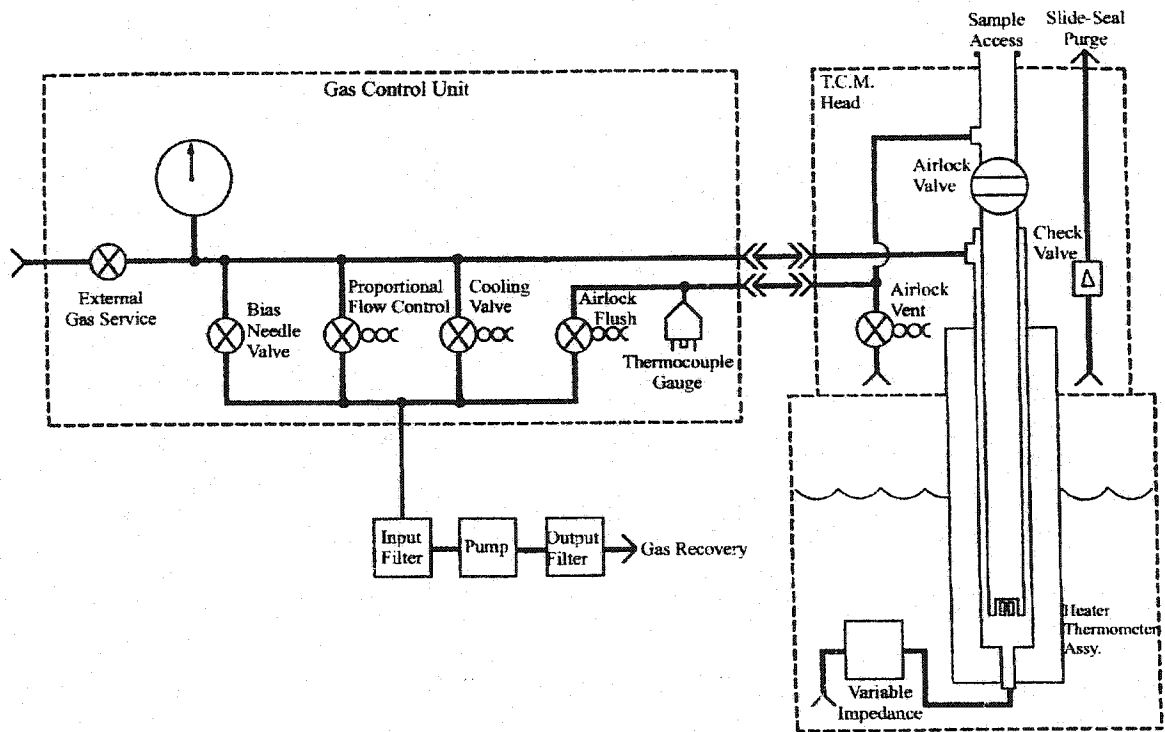 Sample
Access
Slide-Seal
Purge
Gas Control Unit
T.C.M.
Head
Airlock
Valve
Check
Valve
External
Gas Service
Bias
Needle
Valve
Proportional
Flow Control
Cooling
Valve
Airlock
Flush
Thermocouple
Gauge
Airlock
Vent
Input
Filter
Pump
Output
Filter
Gas Recovery
Heater
Thermometer
Assy.
Variable
Impedance